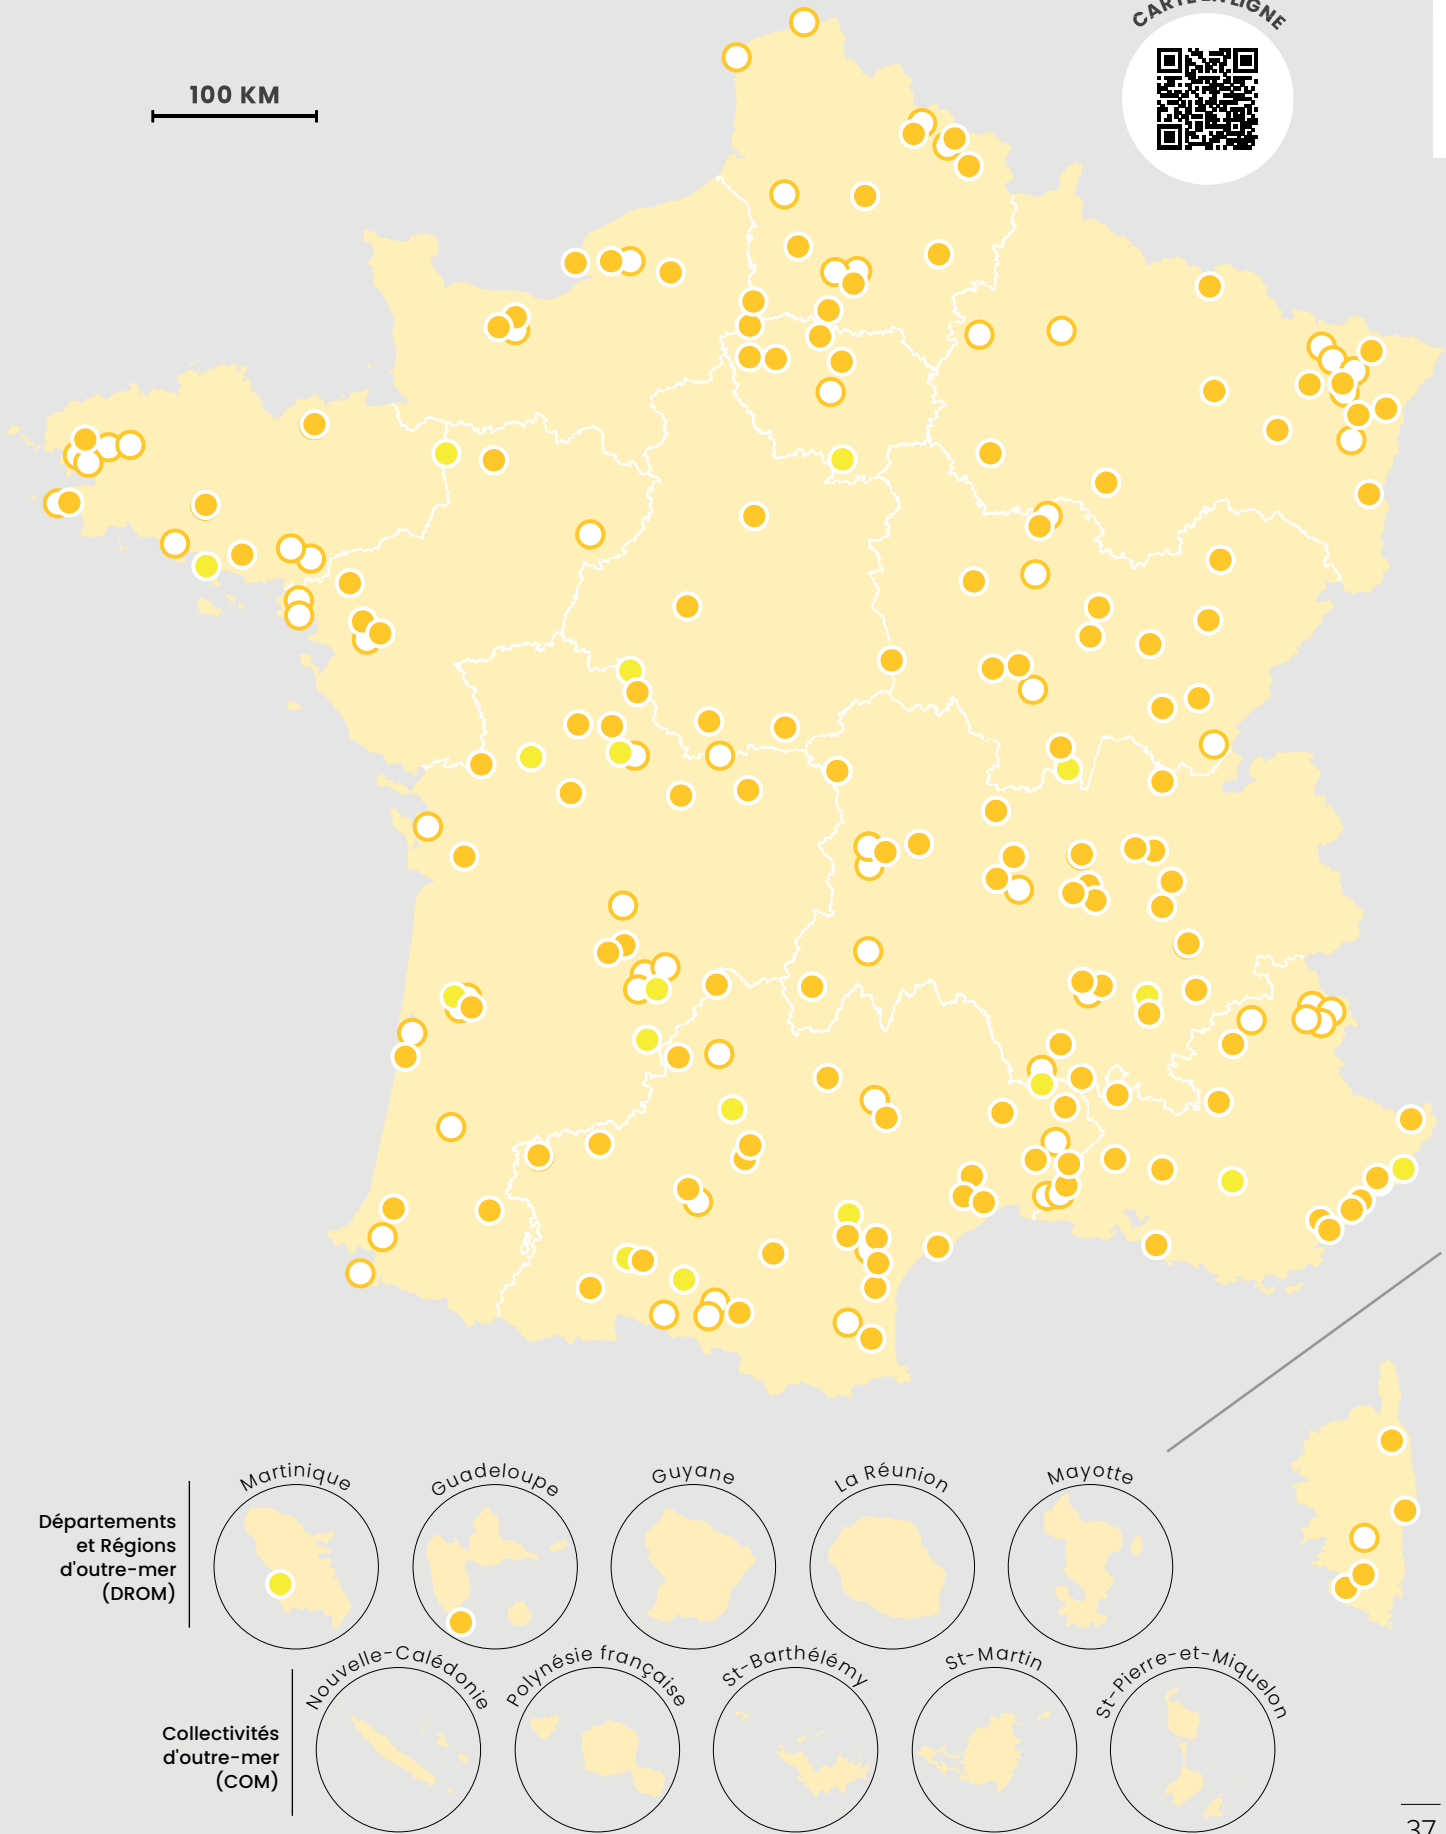 CARTE EN LIGNE
100 KM
Martinique
Guadeloupe
Guyane
La Réunion
Mayotte
Départements
et Régions
d'outre-mer
(DROM)
Nouvelle-Calédonie
Polynésie française
St-Barthélémy
St-Martin
St-Pierre-et-Miquelon
Collectivités
d'outre-mer
(COM)
37